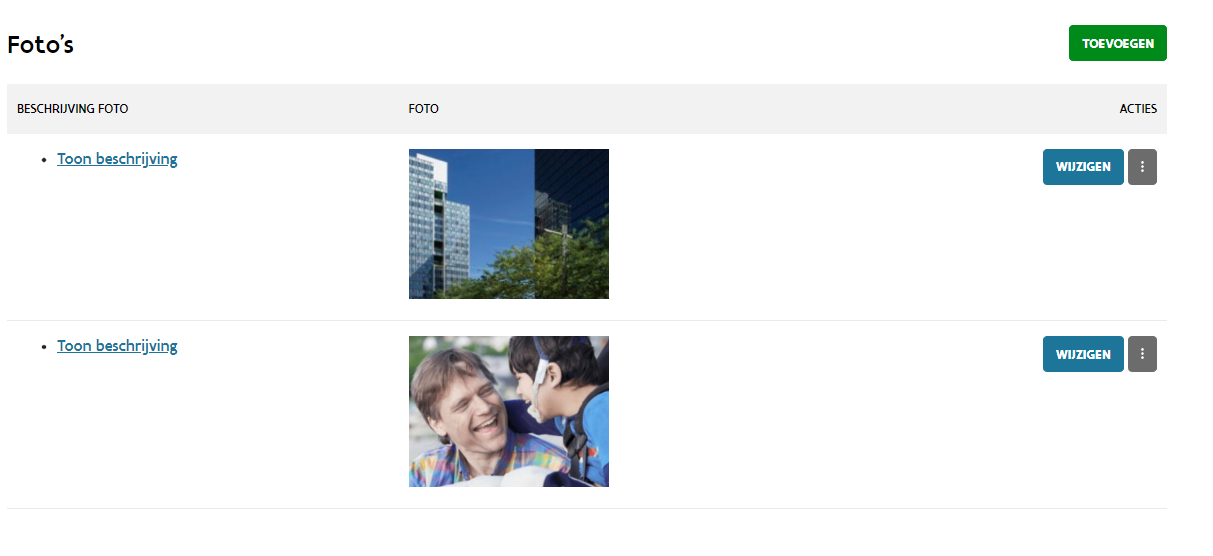 Foto's
TOEVOEGEN
BESCHRIJVING FOTO FOTO ACTIES
• Toon beschrijving
WIJZIGEN
• Toon beschrijving
WIJZIGEN